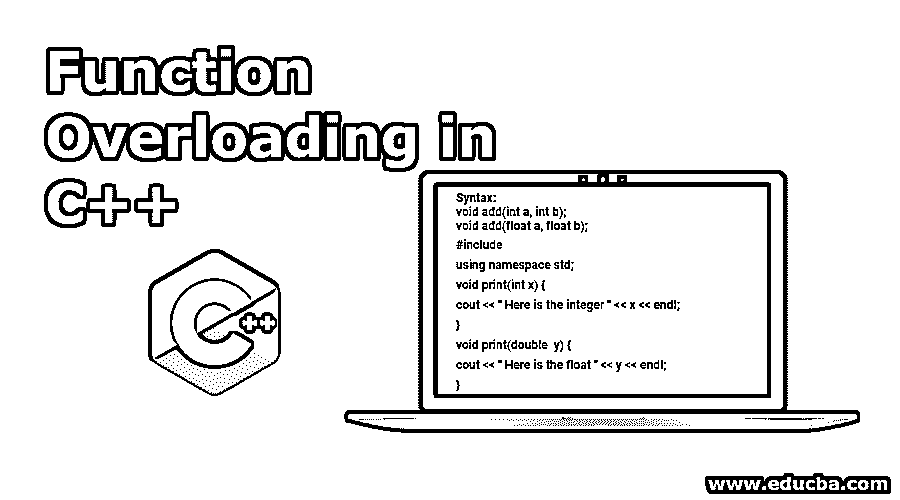 Function
Overloading in
C++
C++
Syntax:
void add(int a, int b);
void add(float a, float b);
#include
using namespace std;
void print(int x) {
cout << " Here is the integer " << x << endl;
}
void print(double y) {
cout << " Here is the float " << y << endl;
}
www.educba.com